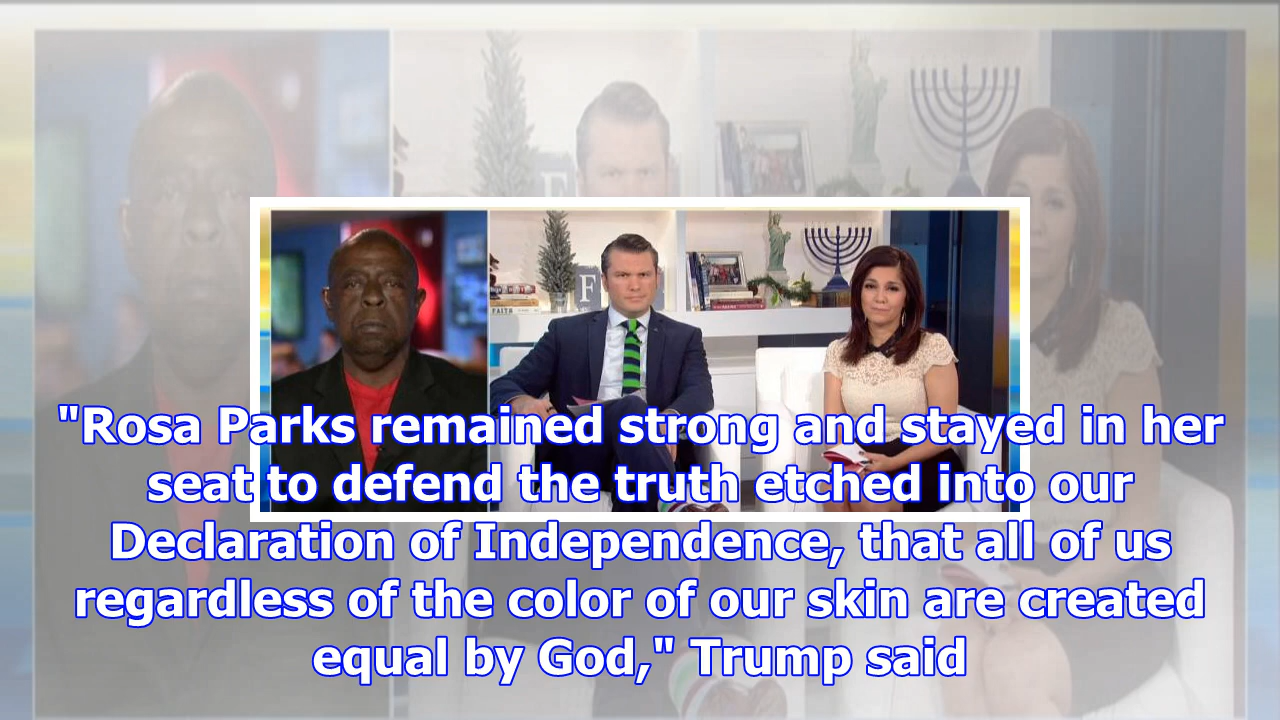 F
FAITH
"Rosa Parks remained strong and stayed in her
seat to defend the truth etched into our
Declaration of Independence, that all of us
regardless of the color of our skin are created
equal by God," Trump said